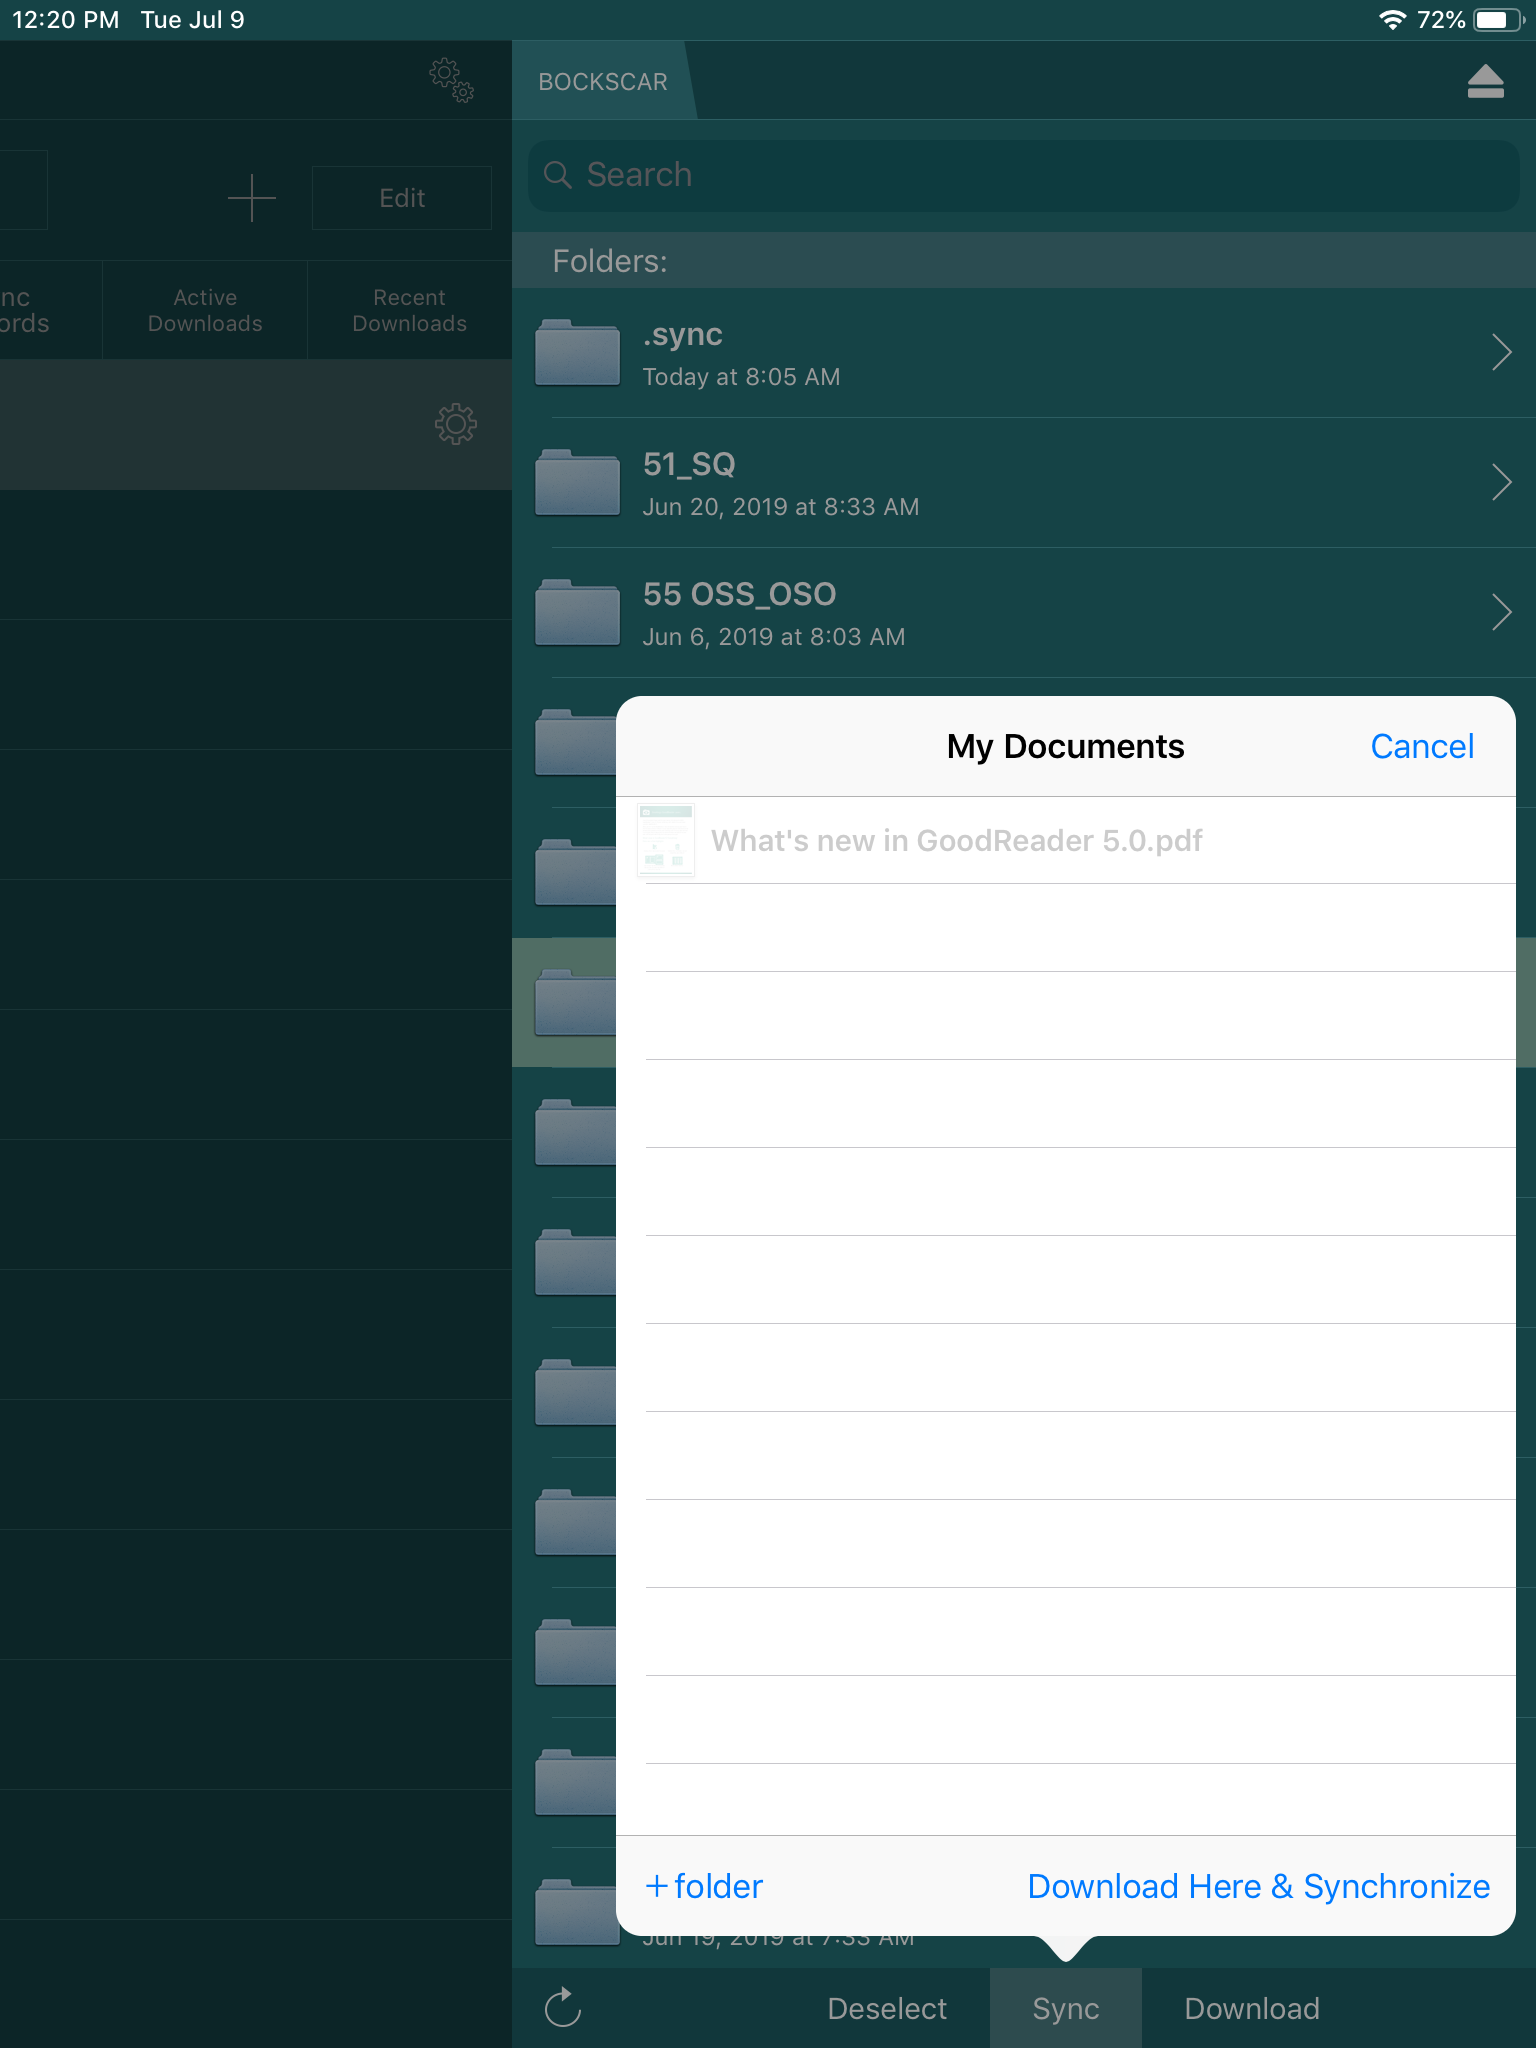 12:20 PM Tue Jul 9 72%
BOCKSCAR
Edit
Search
Folders:
nc
ords
Active
Downloads
Recent
Downloads
.sync
Today at 8:05 AM
51_SQ
Jun 20, 2019 at 8:33 AM
55 OSS_OSO
Jun 6, 2019 at 8:03 AM
My Documents Cancel
What's new in GoodReader 5.0.pdf
+folder Download Here & Synchronize
Jun 19, 2019 at 7:33 AM
Deselect Sync Download